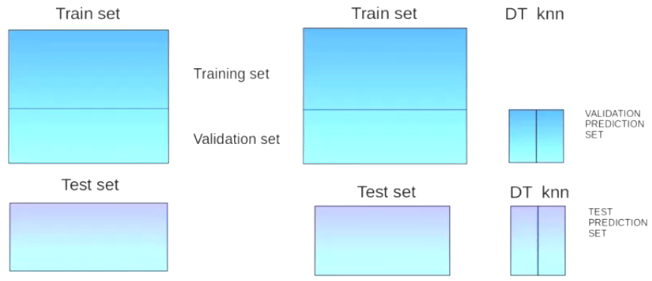 Train set
Train set
DT knn
Training set
Validation set
VALIDATION
PREDICTION
SET
Test set
Test set
DT knn
TEST
PREDICTION
SET